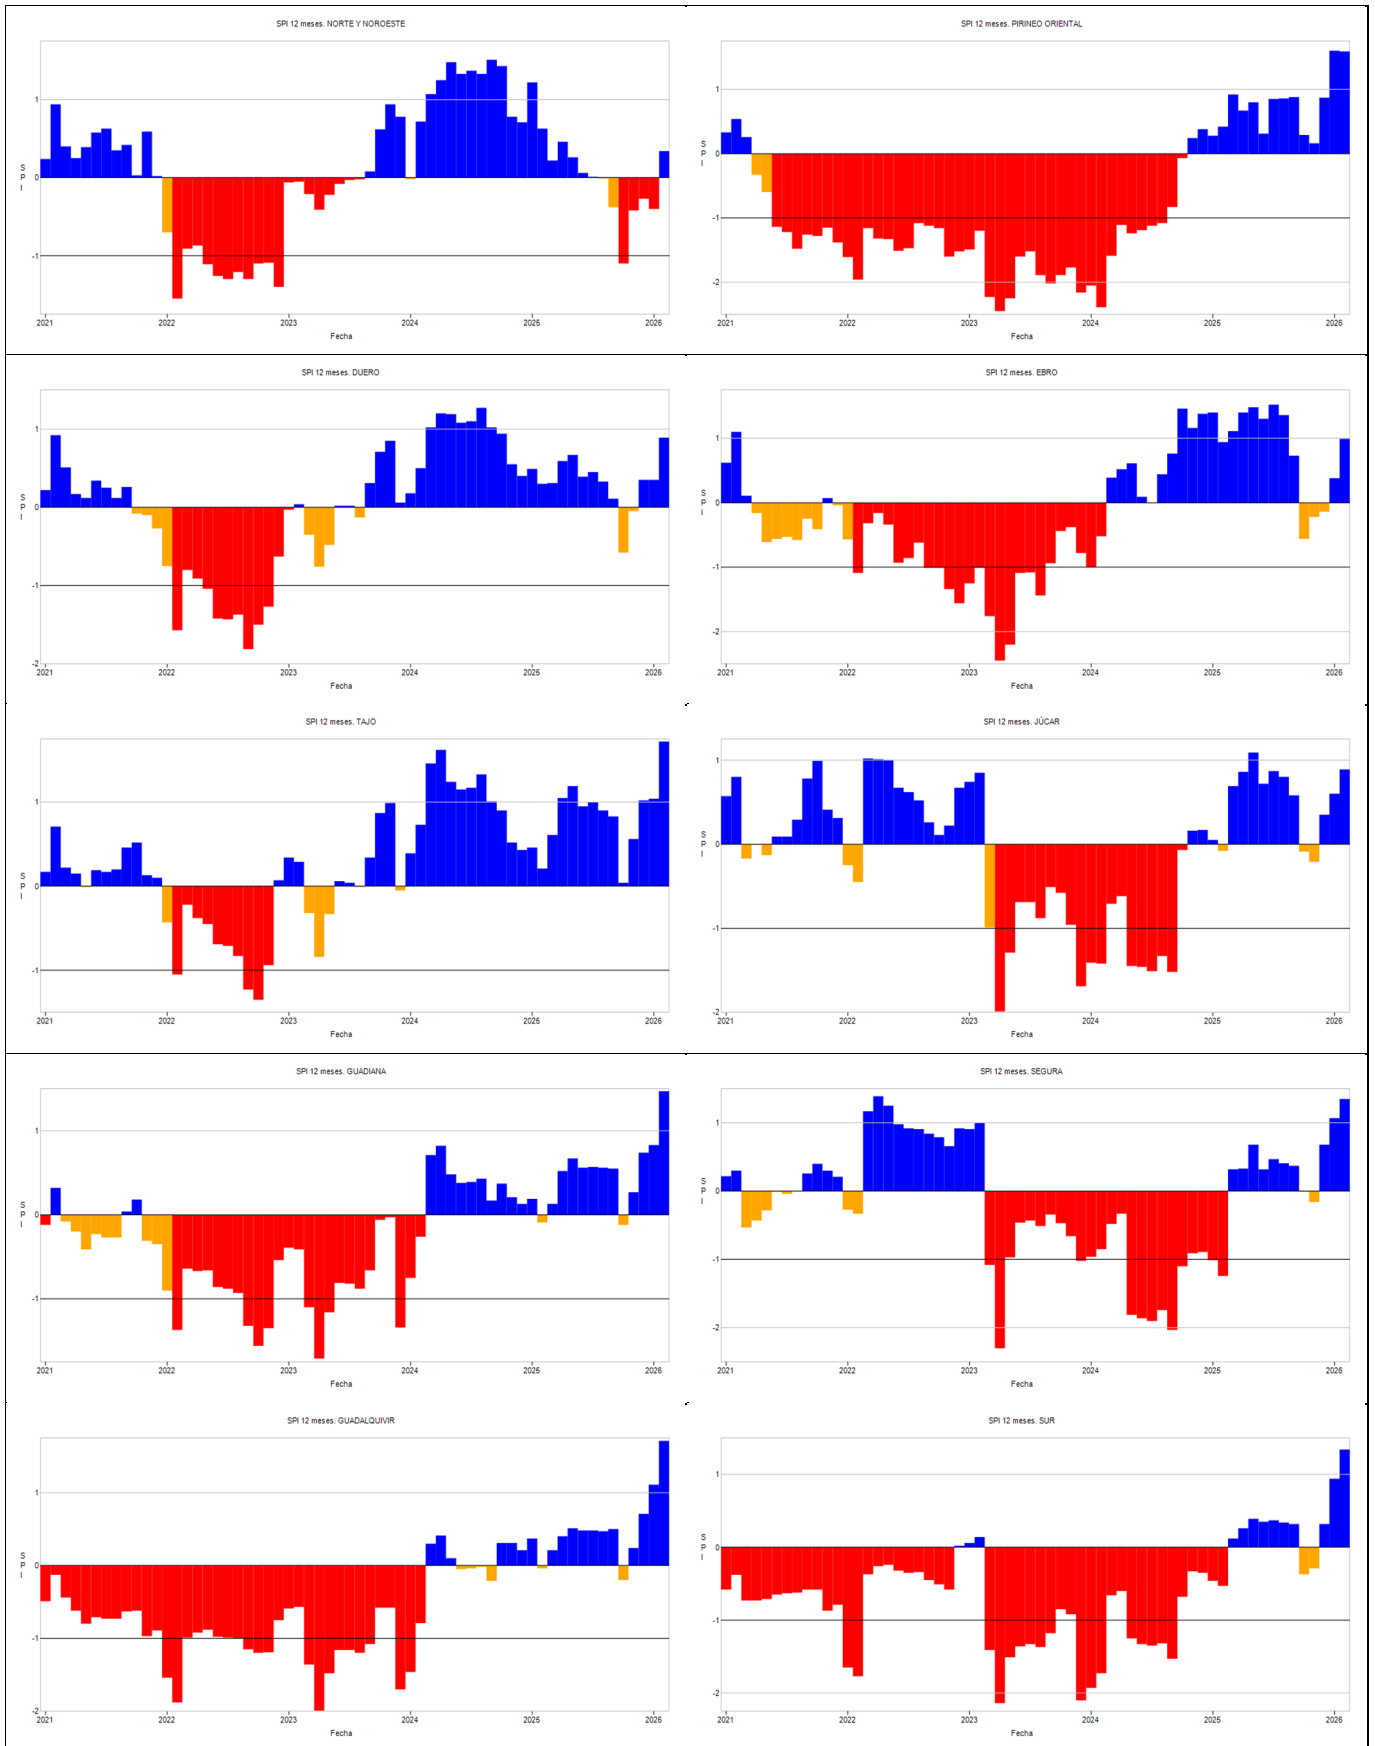 SPI 12 meses. NORTE Y NOROESTE
1
S
P
I
0
-1
2021 2022 2023 2024 2025 2026
Fecha
SPI 12 meses. PIRINEO ORIENTAL
1
S
P
I
0
-1
-2
2021 2022 2023 2024 2025 2026
Fecha
SPI 12 meses. DUERO
1
S
P
I
0
-1
-2
2021 2022 2023 2024 2025 2026
Fecha
SPI 12 meses. EBRO
1
S
P
I
0
-1
-2
2021 2022 2023 2024 2025 2026
Fecha
SPI 12 meses. TAJO
1
S
P
I
0
-1
2021 2022 2023 2024 2025 2026
Fecha
SPI 12 meses. JÚCAR
1
S
P
I
0
-1
-2
2021 2022 2023 2024 2025 2026
Fecha
SPI 12 meses. GUADIANA
1
S
P
I
0
-1
2021 2022 2023 2024 2025 2026
Fecha
SPI 12 meses. SEGURA
1
S
P
I
0
-1
-2
2021 2022 2023 2024 2025 2026
Fecha
SPI 12 meses. GUADALQUIVIR
1
S
P
I
0
-1
-2
2021 2022 2023 2024 2025 2026
Fecha
SPI 12 meses. SUR
1
S
P
I
0
-1
-2
2021 2022 2023 2024 2025 2026
Fecha